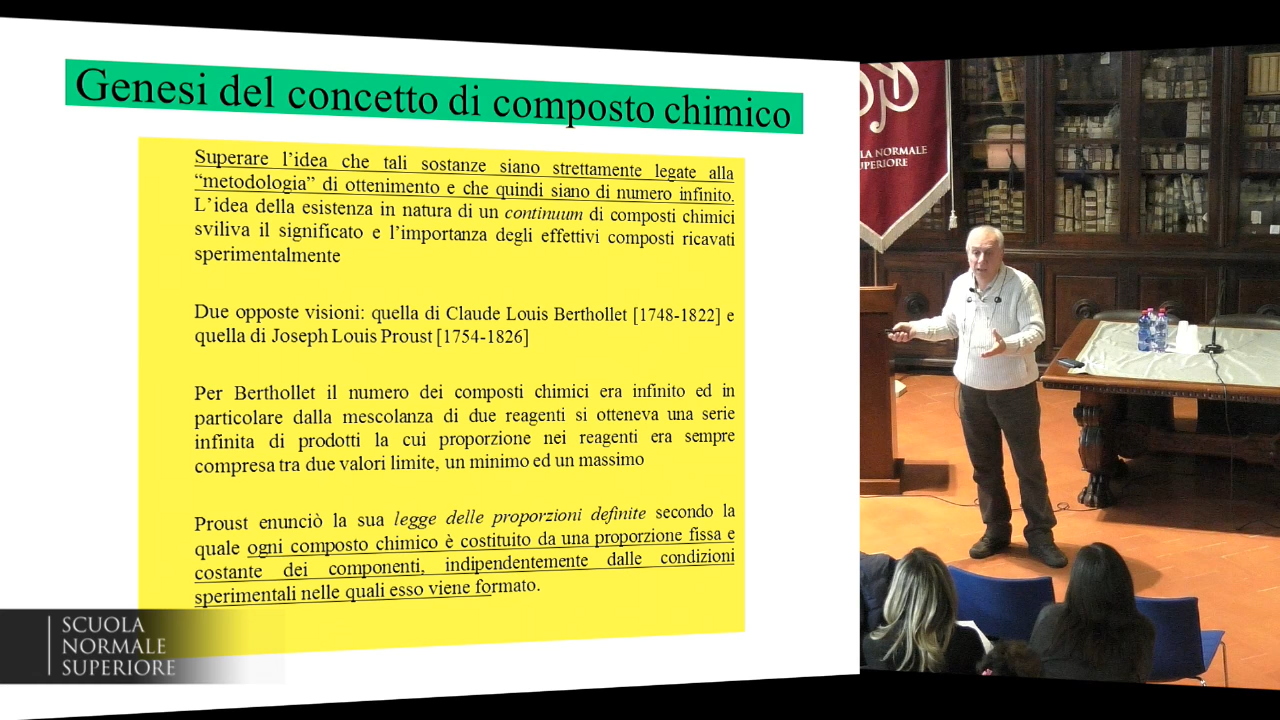 Genesi del concetto di composto chimico
Superare l’idea che tali sostanze siano strettamente legate alla
“metodologia” di ottenimento e che quindi siano di numero infinito.
L’idea della esistenza in natura di un continuum di composti chimici
sviliva il significato e l’importanza degli effettivi composti ricavati
sperimentalmente
Due opposte visioni: quella di Claude Louis Berthollet [1748-1822] e
quella di Joseph Louis Proust [1754-1826]
Per Berthollet il numero dei composti chimici era infinito ed in
particolare dalla mescolanza di due reagenti si otteneva una serie
infinita di prodotti la cui proporzione nei reagenti era sempre
compresa tra due valori limite, un minimo ed un massimo
Proust enunciò la sua legge delle proporzioni definite secondo la
quale ogni composto chimico è costituito da una proporzione fissa e
costante dei componenti, indipendentemente dalle condizioni
sperimentali nelle quali esso viene formato.
SCUOLA
NORMALE
SUPERIORE
LA NORMALE
UPERIORE